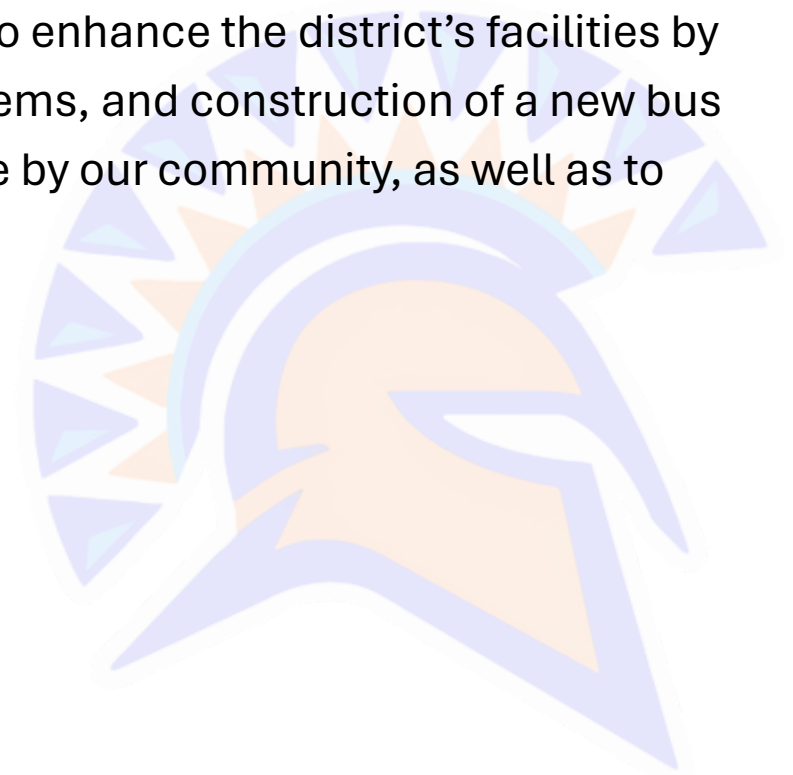 o enhance the district’s facilities by
ems, and construction of a new bus
e by our community, as well as to